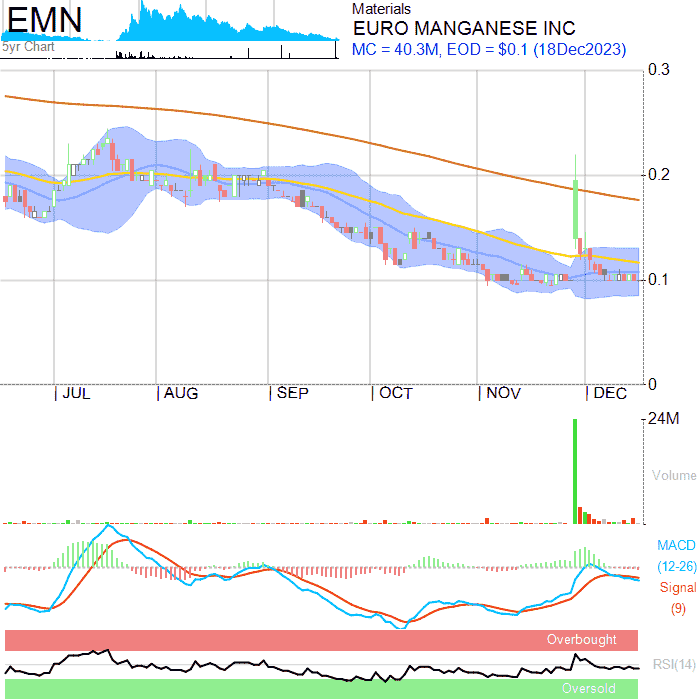 EMN
5yr Chart
Materials
EURO MANGANESE INC
MC = 40.3M, EOD = $0.1 (18Dec2023)
0.3
0.2
0.1
0
JUL
AUG
SEP
OCT
NOV
DEC
24M
Volume
MACD
(12-26)
Signal
(9)
Overbought
RSI(14)
Oversold